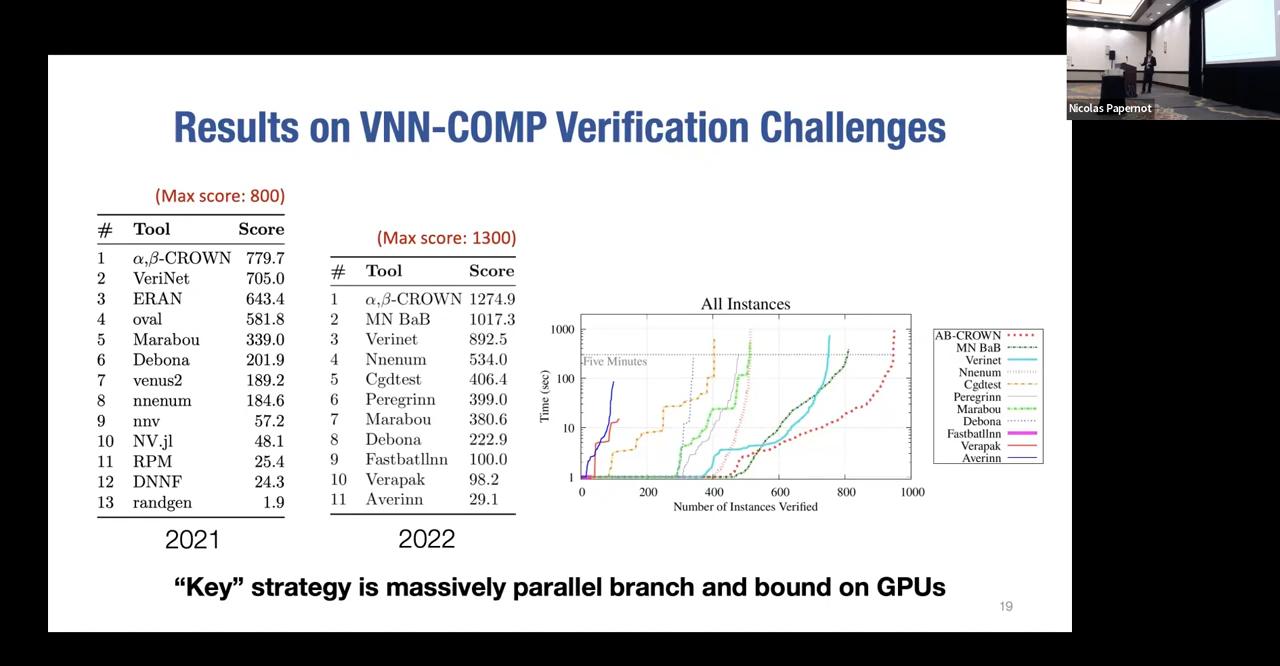 Nicolas Papernot
Results on VNN-COMP Verification Challenges
(Max score: 800)
# Tool Score
1 α,β-CROWN 779.7
2 VeriNet 705.0
3 ERAN 643.4
4 oval 581.8
5 Marabou 339.0
6 Debona 201.9
7 venus2 189.2
8 nnenum 184.6
9 nnv 57.2
10 NV.jl 48.1
11 RPM 25.4
12 DNNF 24.3
13 randgen 1.9
2021
(Max score: 1300)
# Tool Score
1 α,β-CROWN 1274.9
2 MN BaB 1017.3
3 Verinet 892.5
4 Nnenum 534.0
5 Cgdtest 406.4
6 Peregrinn 399.0
7 Marabou 380.6
8 Debona 222.9
9 Fastbatllnn 100.0
10 Verapak 98.2
11 Averinn 29.1
2022
All Instances
1000
Five Minutes
100
10
1
Time (sec)
0 200 400 600 800 1000
Number of Instances Verified
AB-CROWN
MN BaB
Verinet
Nnenum
Cgdtest
Peregrinn
Marabou
Debona
Fastbatllnn
Verapak
Averinn
“Key” strategy is massively parallel branch and bound on GPUs
19